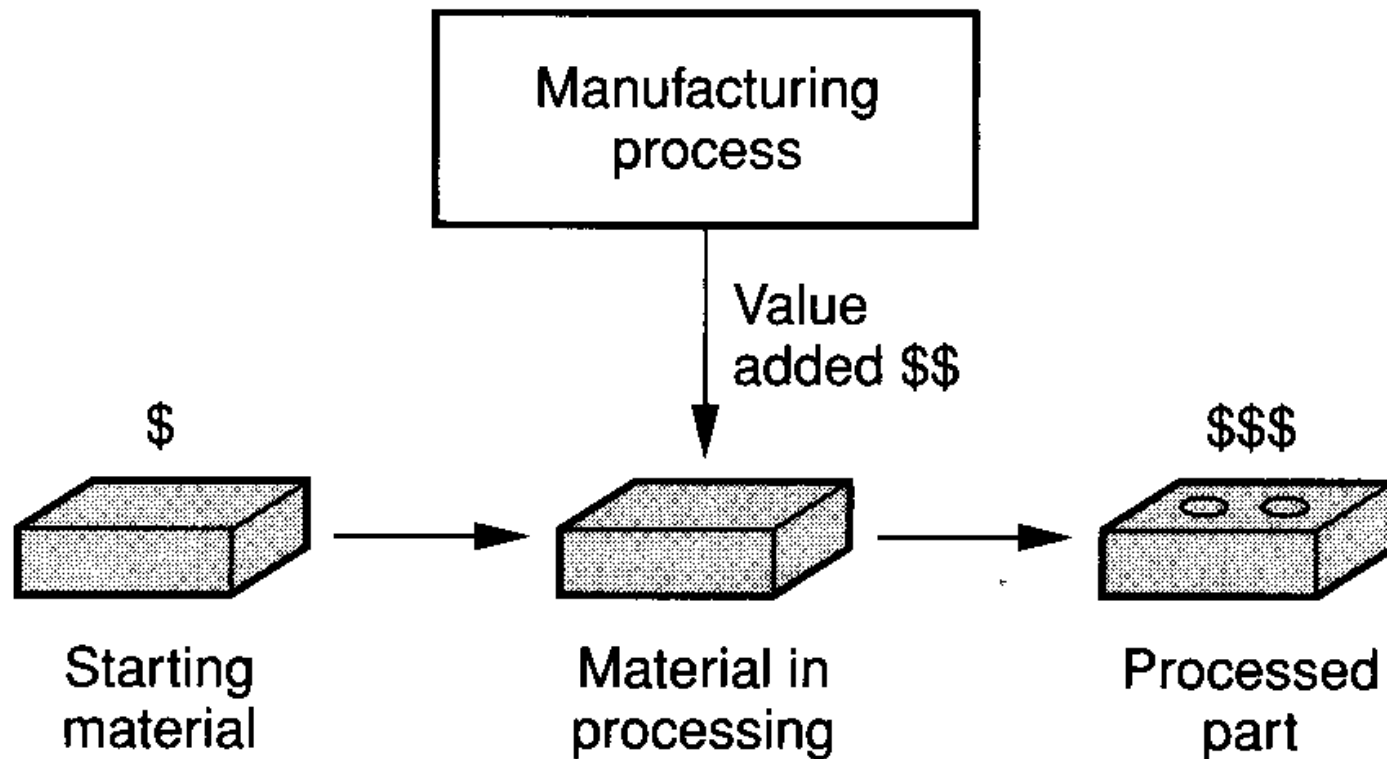 Manufacturing
process
Value
added $$
$
$$$
Starting
material
Material in
processing
Processed
part